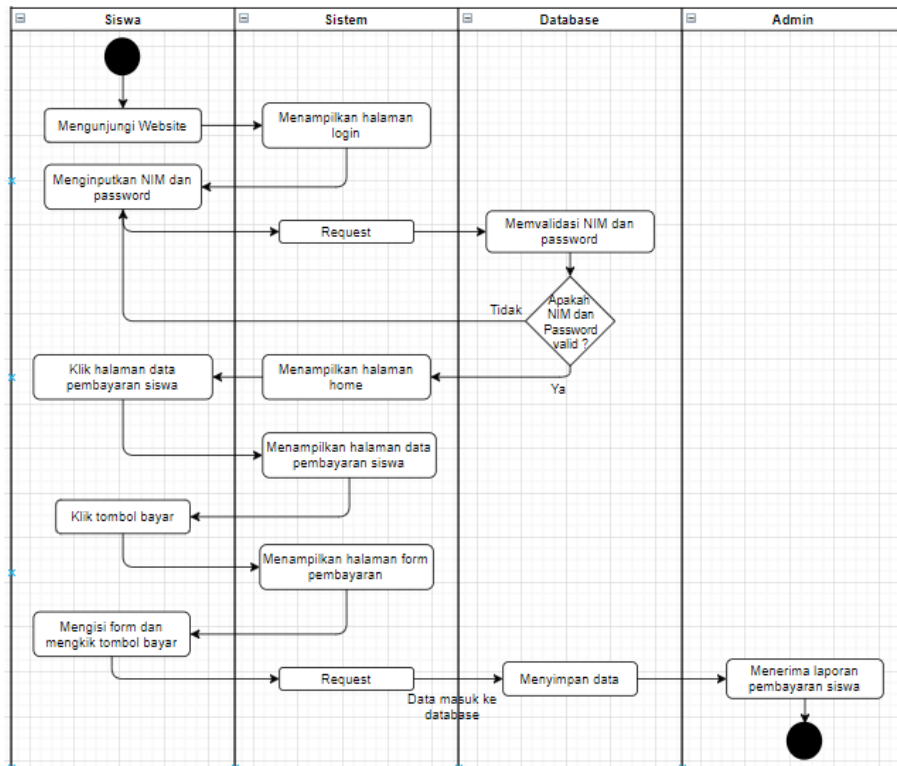 Siswa
Sistem
Database
Admin
Mengunjungi Website
Menampilkan halaman
login
Menginputkan NIM dan
password
Request
Memvalidasi NIM dan
password
Tidak
Apakah
NIM dan
Password
valid ?
Ya
Klik halaman data
pembayaran siswa
Menampilkan halaman
home
Menampilkan halaman data
pembayaran siswa
Klik tombol bayar
Menampilkan halaman form
pembayaran
Mengisi form dan
mengkik tombol bayar
Request
Data masuk ke
database
Menyimpan data
Menerima laporan
pembayaran siswa